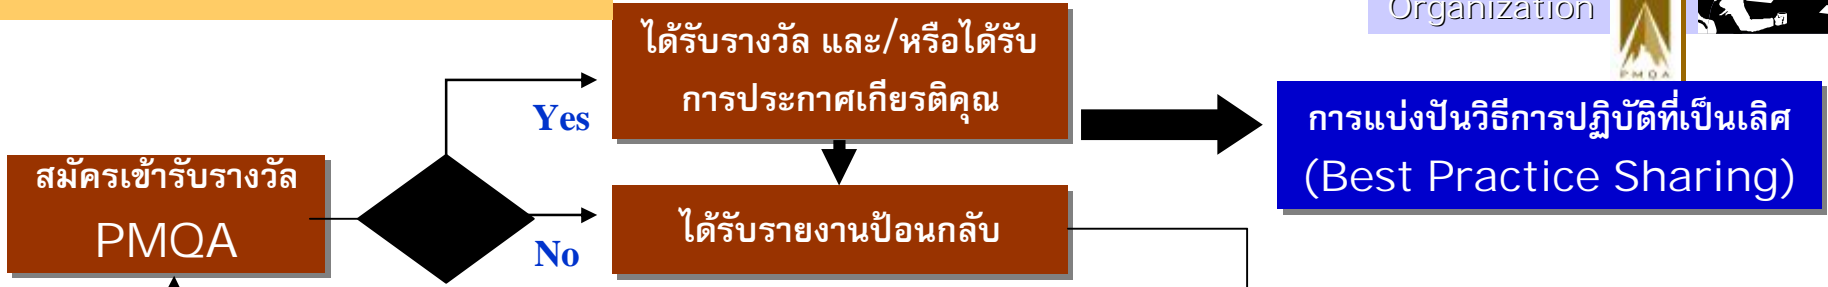 Organization
PMQA
ได้รับรางวัล และ/หรือได้รับ
การประกาศเกียรติคุณ
Yes
การแบ่งปันวิธีการปฏิบัติที่เป็นเลิศ
(Best Practice Sharing)
สมัครเข้ารับรางวัล
PMQA
ได้รับรายงานป้อนกลับ
No